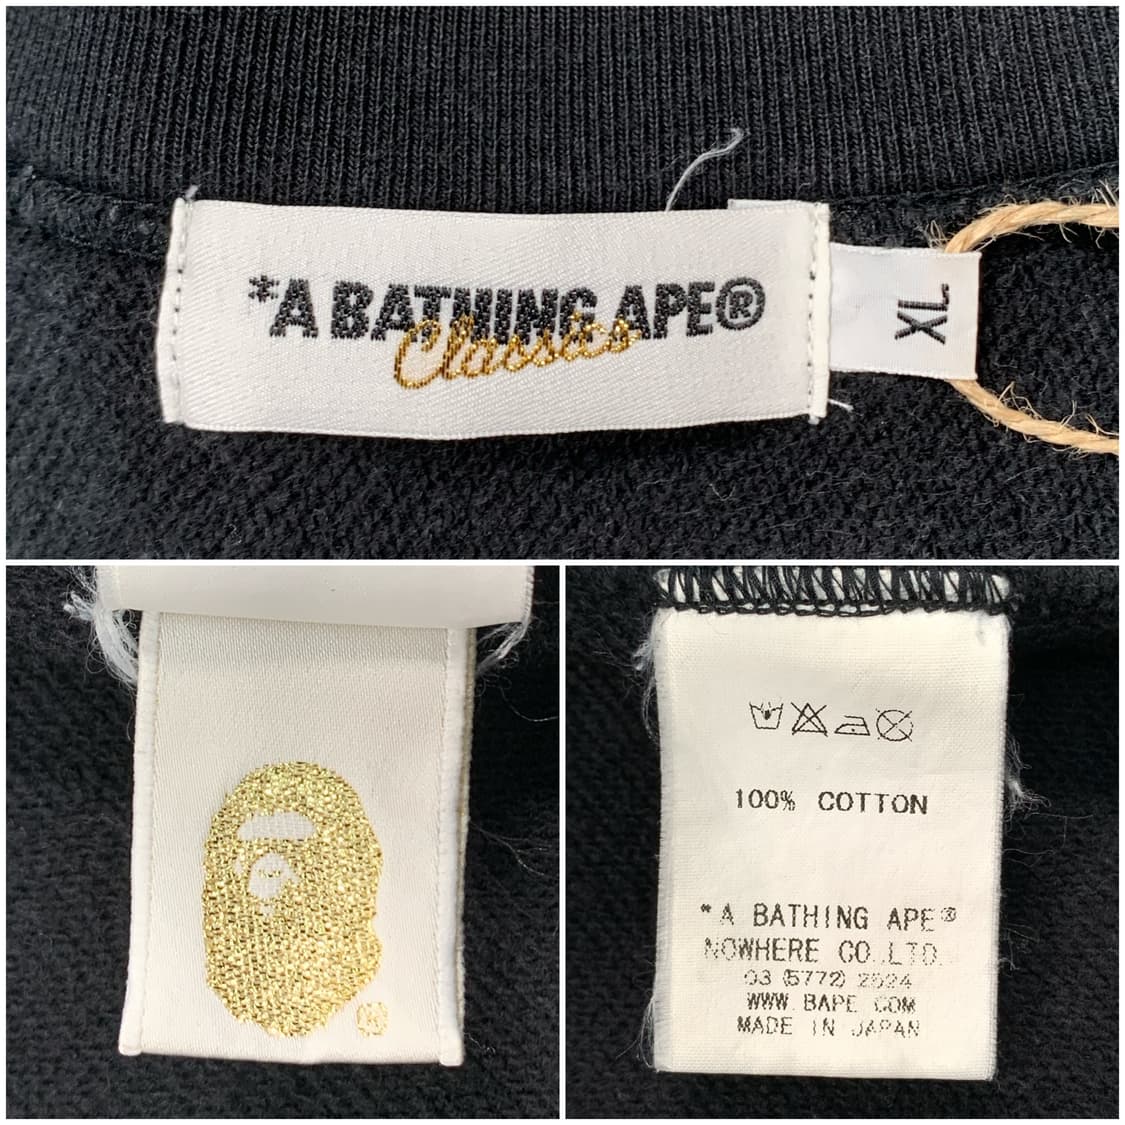 *A BATHING APE®
Classics
XL
®
100% COTTON
*A BATHING APE®
NOWHERE CO.,LTD.
03 (5772) 2524
WWW.BAPE.COM
MADE IN JAPAN